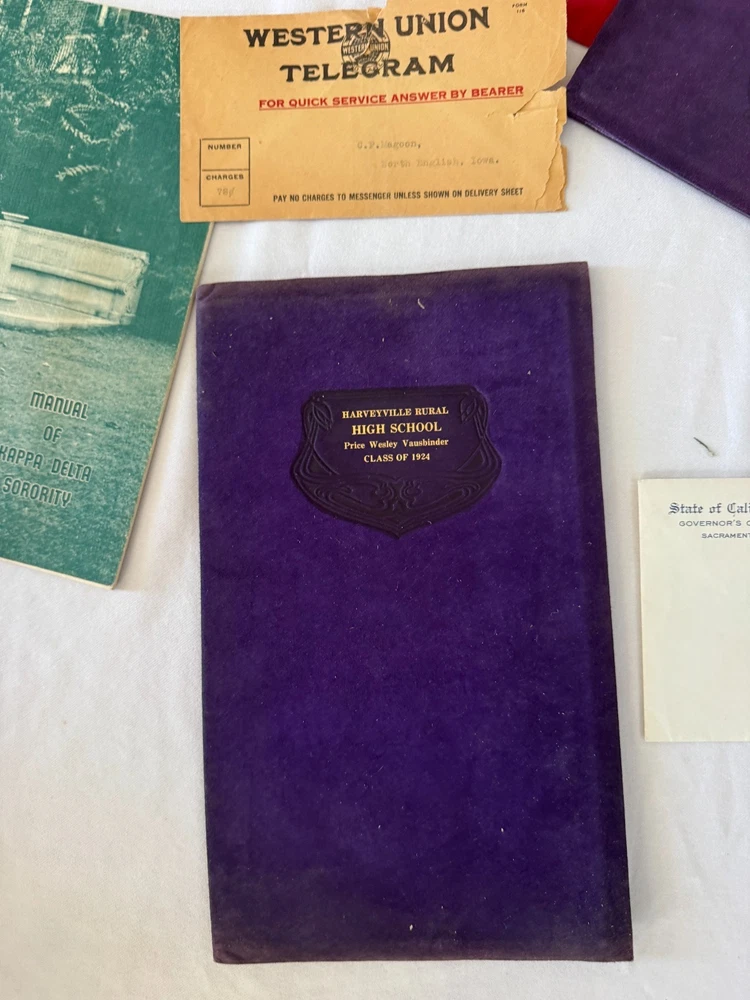 WESTERN UNION
WESTERN UNION
TELEGRAM
FORM
FOR QUICK SERVICE ANSWER BY BEARER
NUMBER
CHARGES
C.F.Magoon,
North English, Iowa.
PAY NO CHARGES TO MESSENGER UNLESS SHOWN ON DELIVERY SHEET
MANUAL
OF
KAPPA DELTA
SORORITY
HARVEYVILLE RURAL
HIGH SCHOOL
Price Wesley Vausbinder
CLASS OF 1924
State of Cali
GOVERNOR'S O
SACRAMENT